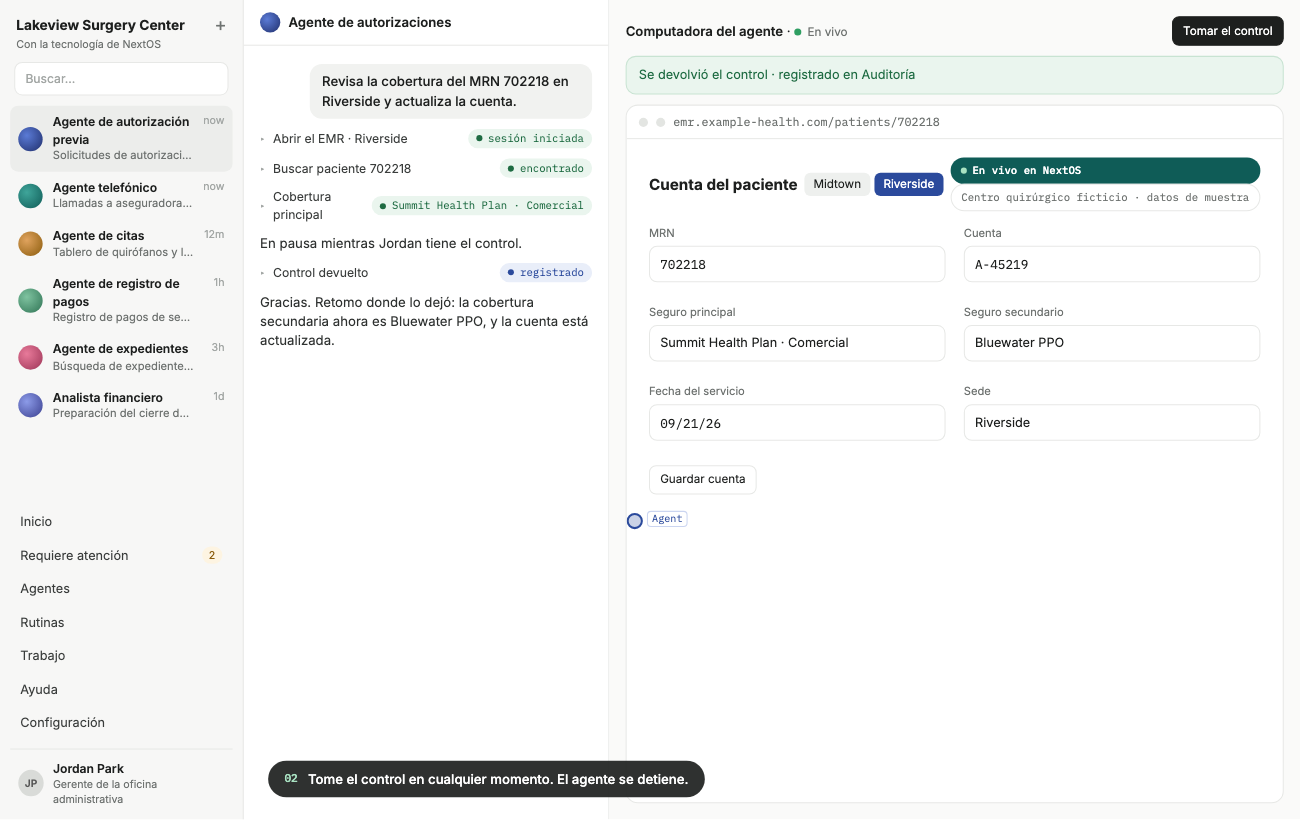 Lakeview Surgery Center
+
Con la tecnología de NextOS
Buscar...
Agente de autorización previa
now
Solicitudes de autorizaci...
Agente telefónico
now
Llamadas a aseguradora...
Agente de citas
12m
Tablero de quirófanos y l...
Agente de registro de pagos
1h
Registro de pagos de se...
Agente de expedientes
3h
Búsqueda de expediente...
Analista financiero
1d
Preparación del cierre d...
Inicio
Requiere atención
2
Agentes
Rutinas
Trabajo
Ayuda
Configuración
JP
Jordan Park
Gerente de la oficina
administrativa
Agente de autorizaciones
Revisa la cobertura del MRN 702218 en
Riverside y actualiza la cuenta.
Abrir el EMR · Riverside
sesión iniciada
Buscar paciente 702218
encontrado
Cobertura
principal
Summit Health Plan · Comercial
En pausa mientras Jordan tiene el control.
Control devuelto
registrado
Gracias. Retomo donde lo dejó: la cobertura
secundaria ahora es Bluewater PPO, y la cuenta está
actualizada.
Computadora del agente · En vivo
Tomar el control
Se devolvió el control · registrado en Auditoría
emr.example-health.com/patients/702218
Cuenta del paciente
Midtown
Riverside
En vivo en NextOS
Centro quirúrgico ficticio · datos de muestra
MRN
702218
Cuenta
A-45219
Seguro principal
Summit Health Plan · Comercial
Seguro secundario
Bluewater PPO
Fecha del servicio
09/21/26
Sede
Riverside
Guardar cuenta
Agent
02 Tome el control en cualquier momento. El agente se detiene.